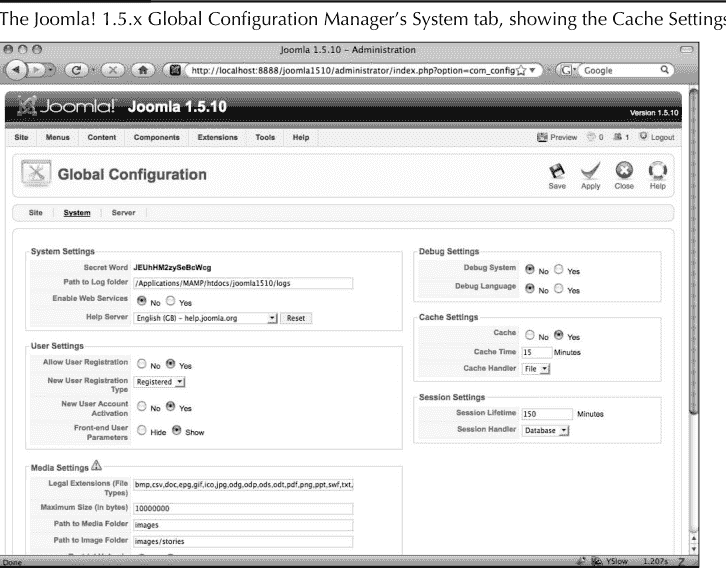 The Joomla! 1.5.x Global Configuration Manager's System tab, showing the Cache Settings
Joomla 1.5.10 – Administration
http://localhost:8888/joomla1510/administrator/index.php?option=com_config
Google
Joomla! Joomla 1.5.10
Version 1.5.10
Site Menus Content Components Extensions Tools Help Preview 0 1 Logout
Global Configuration
Save Apply Close Help
Site System Server
System Settings
Secret Word JEUhHM2zySeBcWcg
Path to Log folder /Applications/MAMP/htdocs/joomla1510/logs
Enable Web Services No Yes
Help Server English (GB) – help.joomla.org Reset
User Settings
Allow User Registration No Yes
New User Registration Type Registered
New User Account Activation No Yes
Front-end User Parameters Hide Show
Media Settings
Legal Extensions (File Types) bmp,csv,doc,epg,gif,ico,jpg,odg,odp,ods,odt,pdf,png,ppt,swf,txt,
Maximum Size (in bytes) 10000000
Path to Media Folder images
Path to Image Folder images/stories
Debug Settings
Debug System No Yes
Debug Language No Yes
Cache Settings
Cache No Yes
Cache Time 15 Minutes
Cache Handler File
Session Settings
Session Lifetime 150 Minutes
Session Handler Database
Done YSlow 1.207s